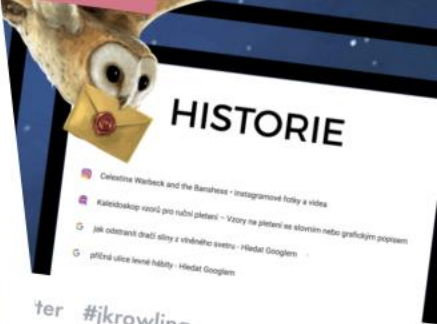 HISTORIE
Celestina Warbeck and the Banshees • Instagramové fotky a videa
Kaleidoskop vzorů pro ruční pletení – Vzory na pletení se slovním nebo grafickým popisem
jak odstranit dračí sliny z vlněného svetru - Hledat Googlem
příčná ulice levné hábity - Hledat Googlem
ter #jkrowling